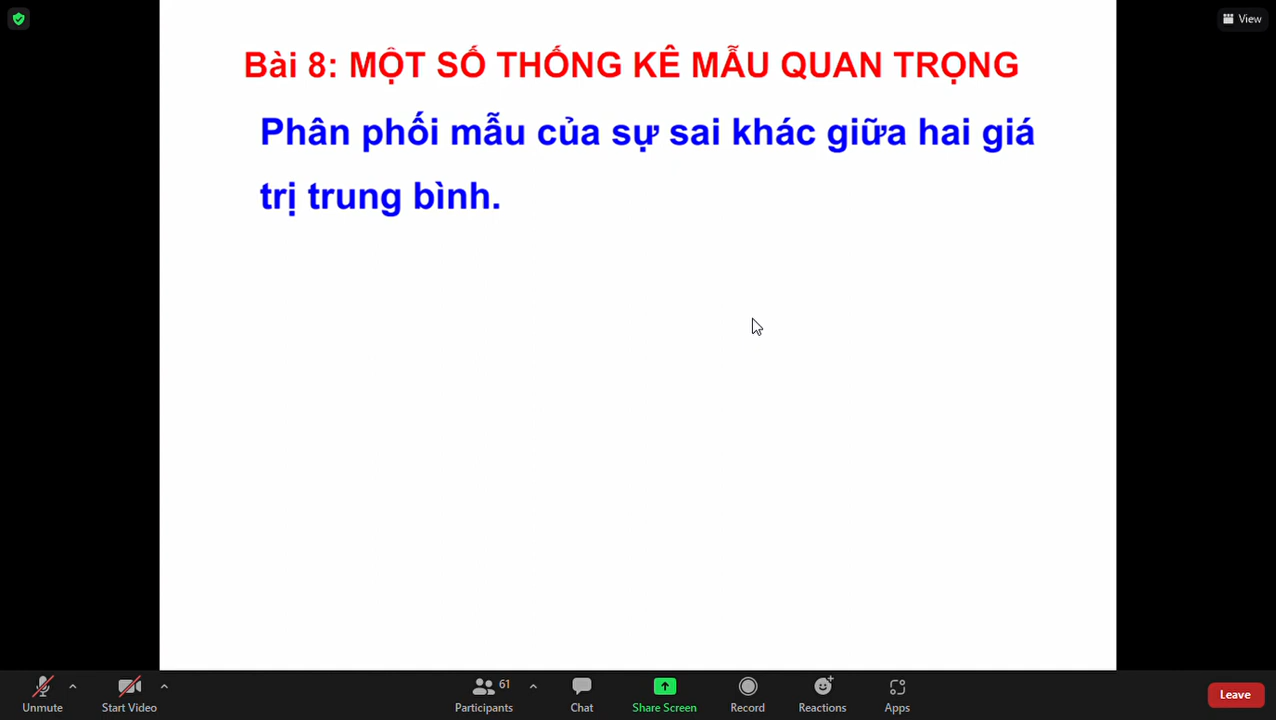 View
Bài 8: MỘT SỐ THỐNG KÊ MẪU QUAN TRỌNG
Phân phối mẫu của sự sai khác giữa hai giá
trị trung bình.
61
Unmute
Start Video
Participants
Chat
Share Screen
Record
Reactions
Apps
Leave